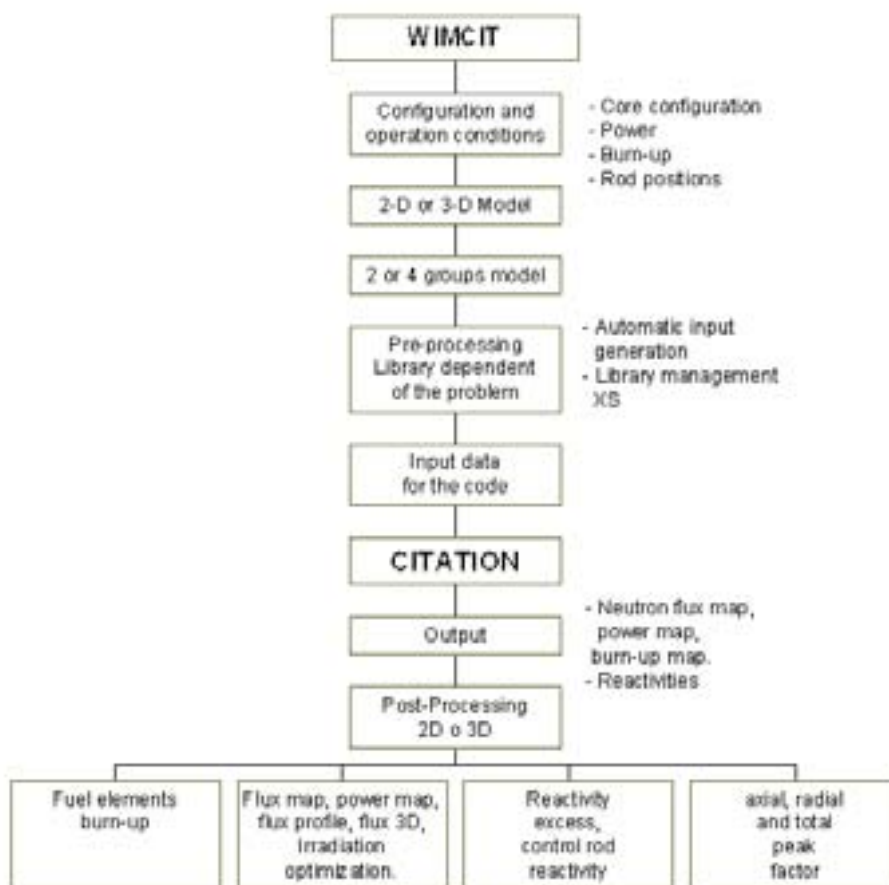 WIMCIT
Configuration and
operation conditions
- Core configuration
- Power
- Burn-up
- Rod positions
2-D or 3-D Model
2 or 4 groups model
Pre-processing
Library dependent
of the problem
- Automatic input
generation
- Library management
XS
Input data
for the code
CITATION
Output
- Neutron flux map,
power map,
burn-up map.
- Reactivities
Post-Processing
2D o 3D
Fuel elements
burn-up
Flux map, power map,
flux profile, flux 3D,
Irradiation
optimization.
Reactivity
excess,
control rod
reactivity
axial, radial
and total
peak
factor